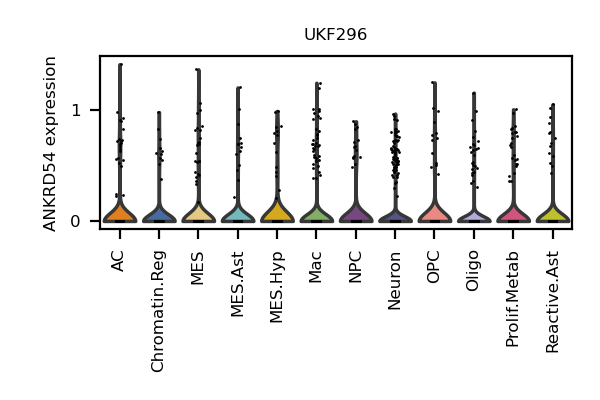 UKF296
ANKRD54 expression
1
0
AC
Chromatin.Reg
MES
MES.Ast
MES.Hyp
Mac
NPC
Neuron
OPC
Oligo
Prolif.Metab
Reactive.Ast